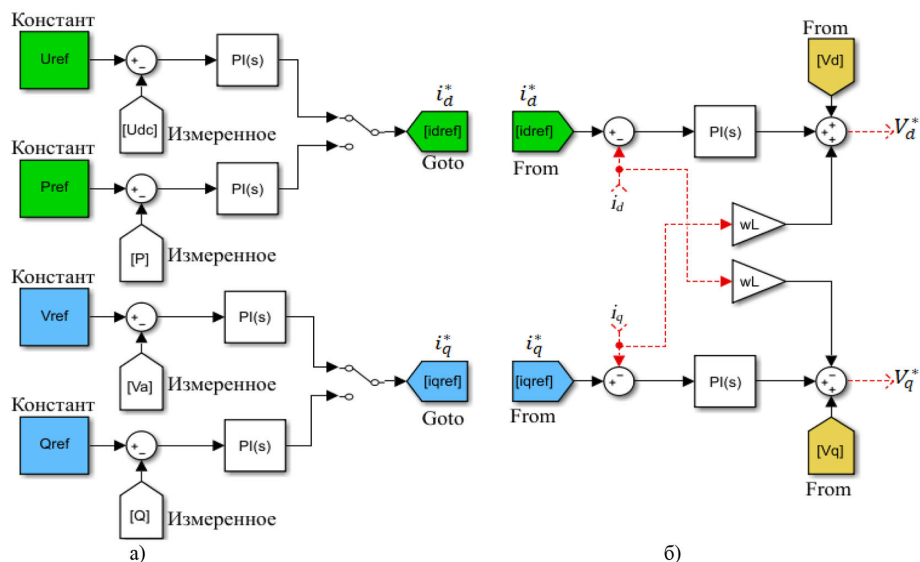 Констант
Uref
+
−
PI(s)
[Udc]
Измеренное
Констант
Pref
+
−
PI(s)
[P]
Измеренное
i*d
[idref]
Goto
Констант
Vref
+
−
PI(s)
[Va]
Измеренное
Констант
Qref
+
−
PI(s)
[Q]
Измеренное
i*q
[iqref]
Goto
а)
From
[Vd]
i*d
[idref]
From
+
−
PI(s)
+
+
+
V*d
id
wL
wL
iq
i*q
[iqref]
From
+
−
PI(s)
−
+
+
V*q
[Vq]
From
б)